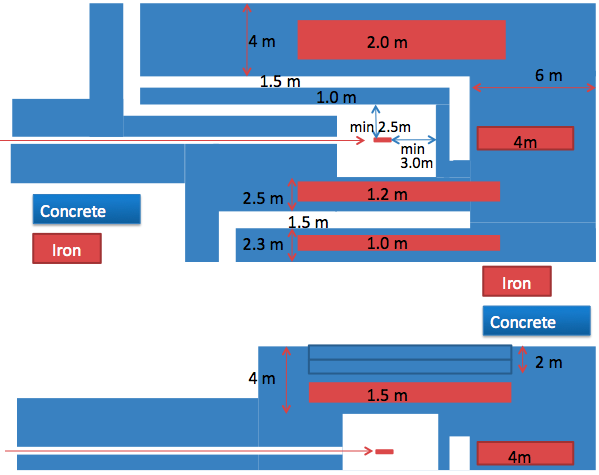 4 m
2.0 m
1.5 m
6 m
1.0 m
min 2.5m
4m
min
3.0m
2.5 m
1.2 m
Concrete
1.5 m
2.3 m
1.0 m
Iron
Iron
Concrete
2 m
4 m
1.5 m
4m